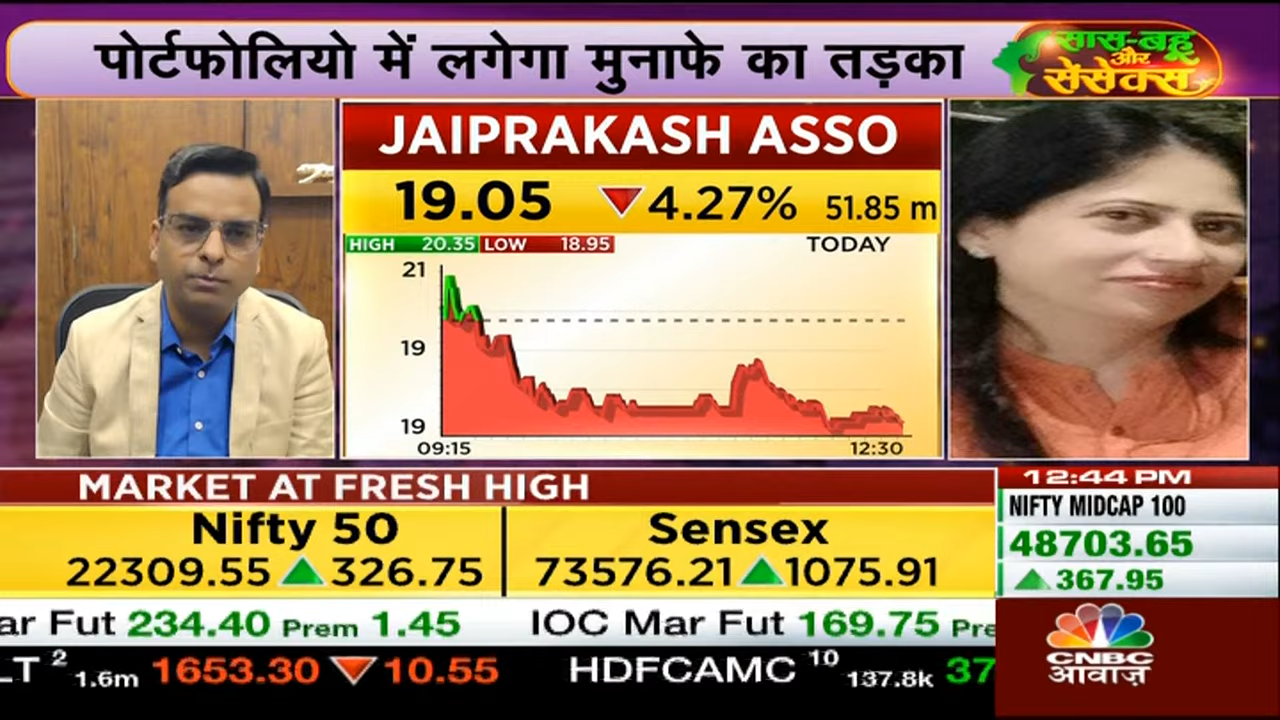 पोर्टफोलियो में लगेगा मुनाफे का तड़का
सास-बहू
और
सेंसेक्स
JAIPRAKASH ASSO
19.05 ▼4.27% 51.85 m
HIGH 20.35 LOW 18.95 TODAY
21
19
19
09:15 12:30
MARKET AT FRESH HIGH
Nifty 50
22309.55 ▲326.75
Sensex
73576.21 ▲1075.91
12:44 PM
NIFTY MIDCAP 100
48703.65
▲367.95
ar Fut 234.40 Prem 1.45 IOC Mar Fut 169.75 Pre
LT 2 1.6m 1653.30 ▼10.55 HDFCAMC 10 137.8k 37
CNBC
आवाज़